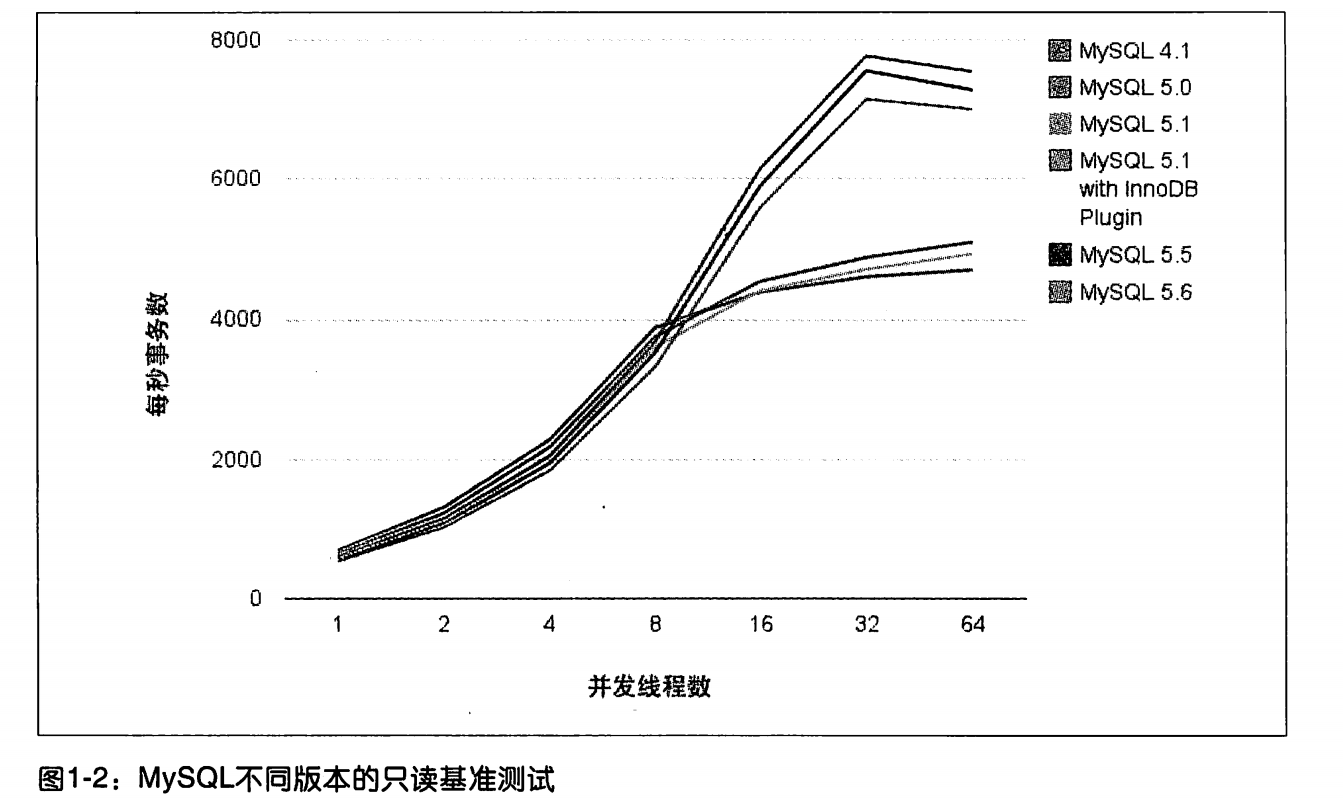 8000
6000
4000
2000
0
每秒事务数
1 2 4 8 16 32 64
并发线程数
MySQL 4.1
MySQL 5.0
MySQL 5.1
MySQL 5.1
with InnoDB
Plugin
MySQL 5.5
MySQL 5.6
图1-2：MySQL不同版本的只读基准测试